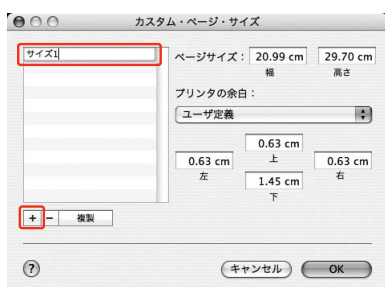 カスタム・ページ・サイズ
サイズ1
ページサイズ： 20.99 cm 29.70 cm
幅 高さ
プリンタの余白：
ユーザ定義
0.63 cm
上
0.63 cm 0.63 cm
左 右
1.45 cm
下
+ − 複製
? キャンセル OK